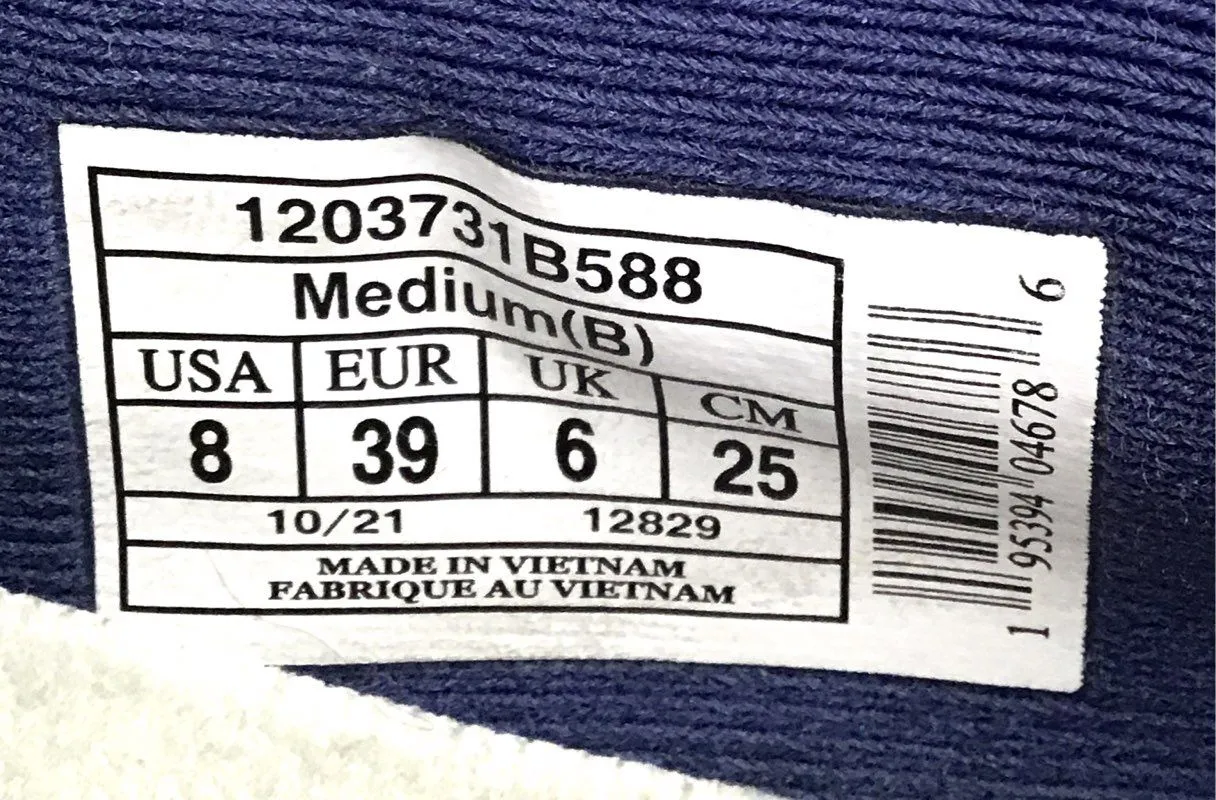 1203731B588
Medium(B)
USA EUR UK CM
8 39 6 25
10/21 12829
MADE IN VIETNAM
FABRIQUE AU VIETNAM
1 95394 04678 6